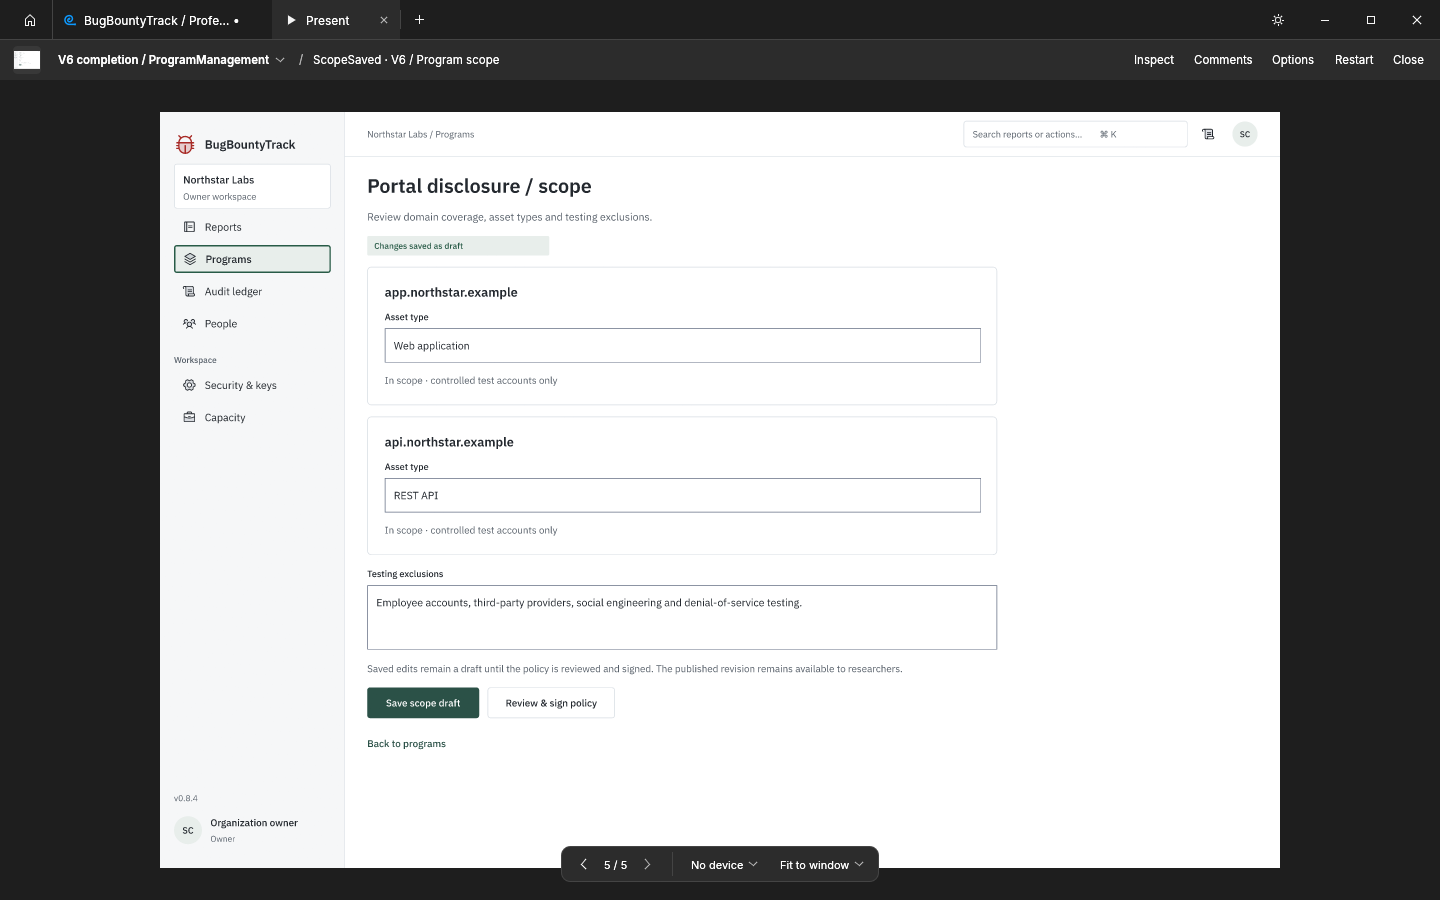 BugBountyTrack / Profe... •
Present
V6 completion / ProgramManagement / ScopeSaved · V6 / Program scope
Inspect Comments Options Restart Close
BugBountyTrack
Northstar Labs
Owner workspace
Reports
Programs
Audit ledger
People
Workspace
Security & keys
Capacity
v0.8.4
SC
Organization owner
Owner
Northstar Labs / Programs
Search reports or actions... ⌘ K
SC
Portal disclosure / scope
Review domain coverage, asset types and testing exclusions.
Changes saved as draft
app.northstar.example
Asset type
Web application
In scope · controlled test accounts only
api.northstar.example
Asset type
REST API
In scope · controlled test accounts only
Testing exclusions
Employee accounts, third-party providers, social engineering and denial-of-service testing.
Saved edits remain a draft until the policy is reviewed and signed. The published revision remains available to researchers.
Save scope draft Review & sign policy
Back to programs
5 / 5 No device Fit to window